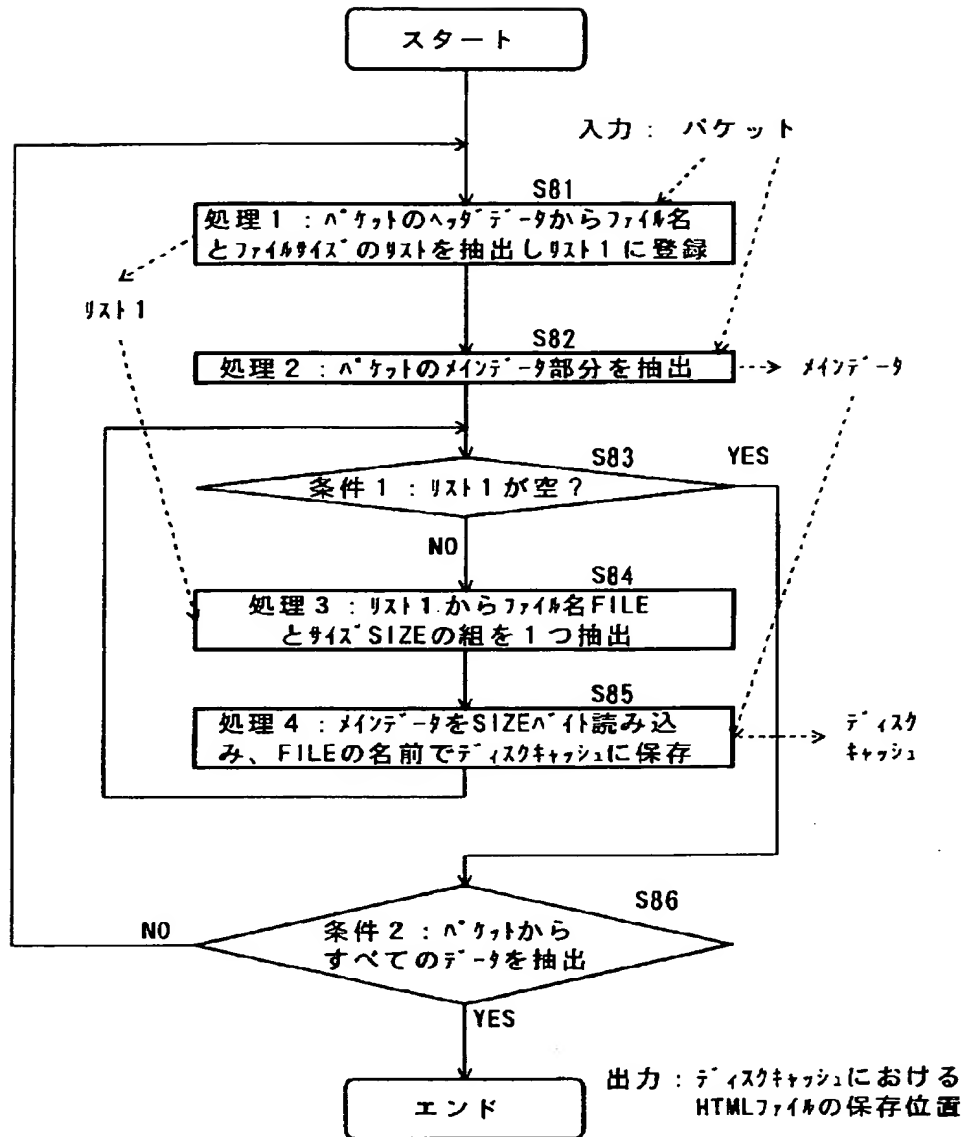 スタート
入力： パケット
S81
処理１：ﾊﾟｹｯﾄのﾍｯﾀﾞﾃﾞｰﾀからﾌｧｲﾙ名
とﾌｧｲﾙｻｲｽﾞのﾘｽﾄを抽出しﾘｽﾄ１に登録
ﾘｽﾄ１
S82
処理２：ﾊﾟｹｯﾄのﾒｲﾝﾃﾞｰﾀ部分を抽出
ﾒｲﾝﾃﾞｰﾀ
S83
YES
条件１：ﾘｽﾄ１が空？
NO
S84
処理３：ﾘｽﾄ１からﾌｧｲﾙ名FILE
とｻｲｽﾞSIZEの組を１つ抽出
S85
処理４：ﾒｲﾝﾃﾞｰﾀをSIZEﾊﾞｲﾄ読み込
み、FILEの名前でﾃﾞｨｽｸｷｬｯｼｭに保存
ﾃﾞｨｽｸ
ｷｬｯｼｭ
S86
NO
条件２：ﾊﾟｹｯﾄから
すべてのﾃﾞｰﾀを抽出
YES
エンド
出力：ﾃﾞｨｽｸｷｬｯｼｭにおける
HTMLﾌｧｲﾙの保存位置